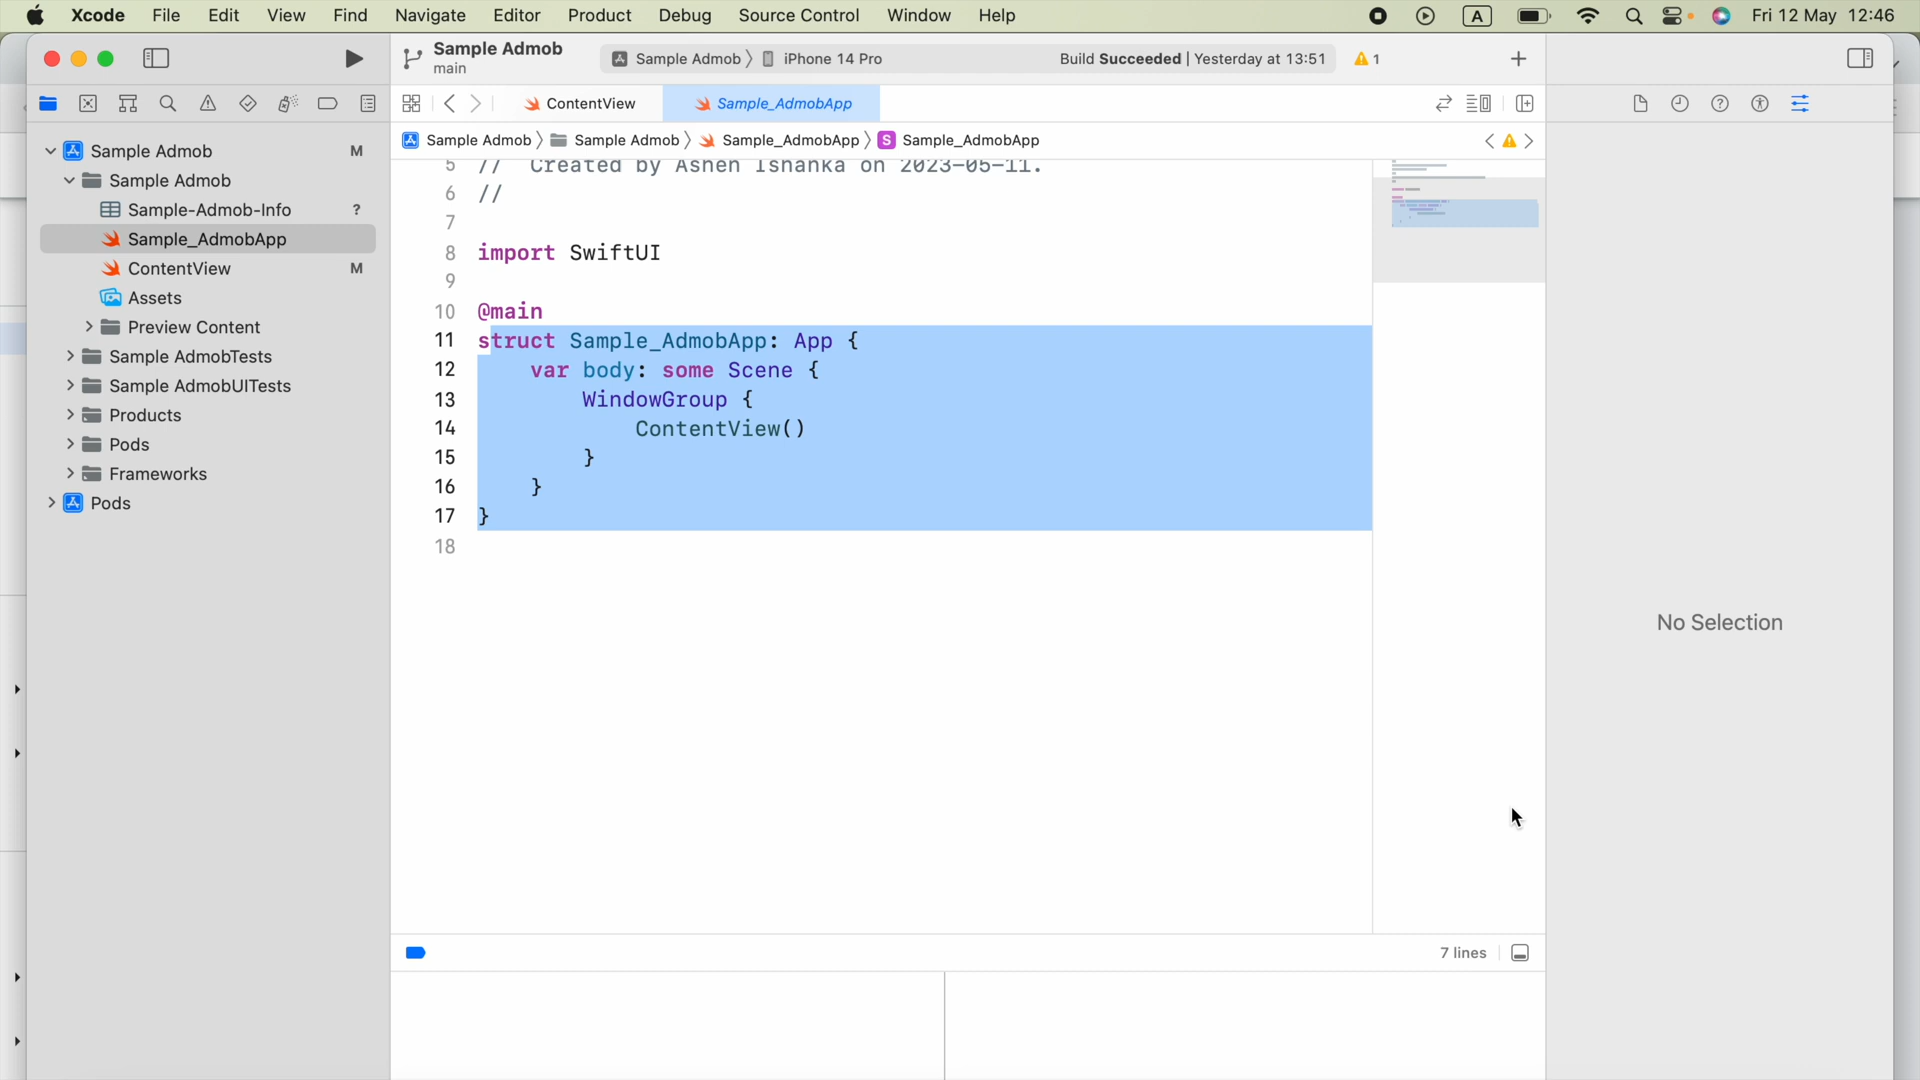 Xcode File Edit View Find Navigate Editor Product Debug Source Control Window Help A Fri 12 May 12:46
Sample Admob
main
Sample Admob 〉 iPhone 14 Pro Build Succeeded | Yesterday at 13:51 1
ContentView Sample_AdmobApp
Sample Admob 〉 Sample Admob 〉 Sample_AdmobApp 〉 S Sample_AdmobApp
Sample Admob M
Sample Admob
Sample-Admob-Info ?
Sample_AdmobApp
ContentView M
Assets
Preview Content
Sample AdmobTests
Sample AdmobUITests
Products
Pods
Frameworks
Pods
5 //  Created by Ashen Ishanka on 2023-05-11.
6 //
7
8 import SwiftUI
9
10 @main
11 struct Sample_AdmobApp: App {
12     var body: some Scene {
13         WindowGroup {
14             ContentView()
15         }
16     }
17 }
18
No Selection
7 lines